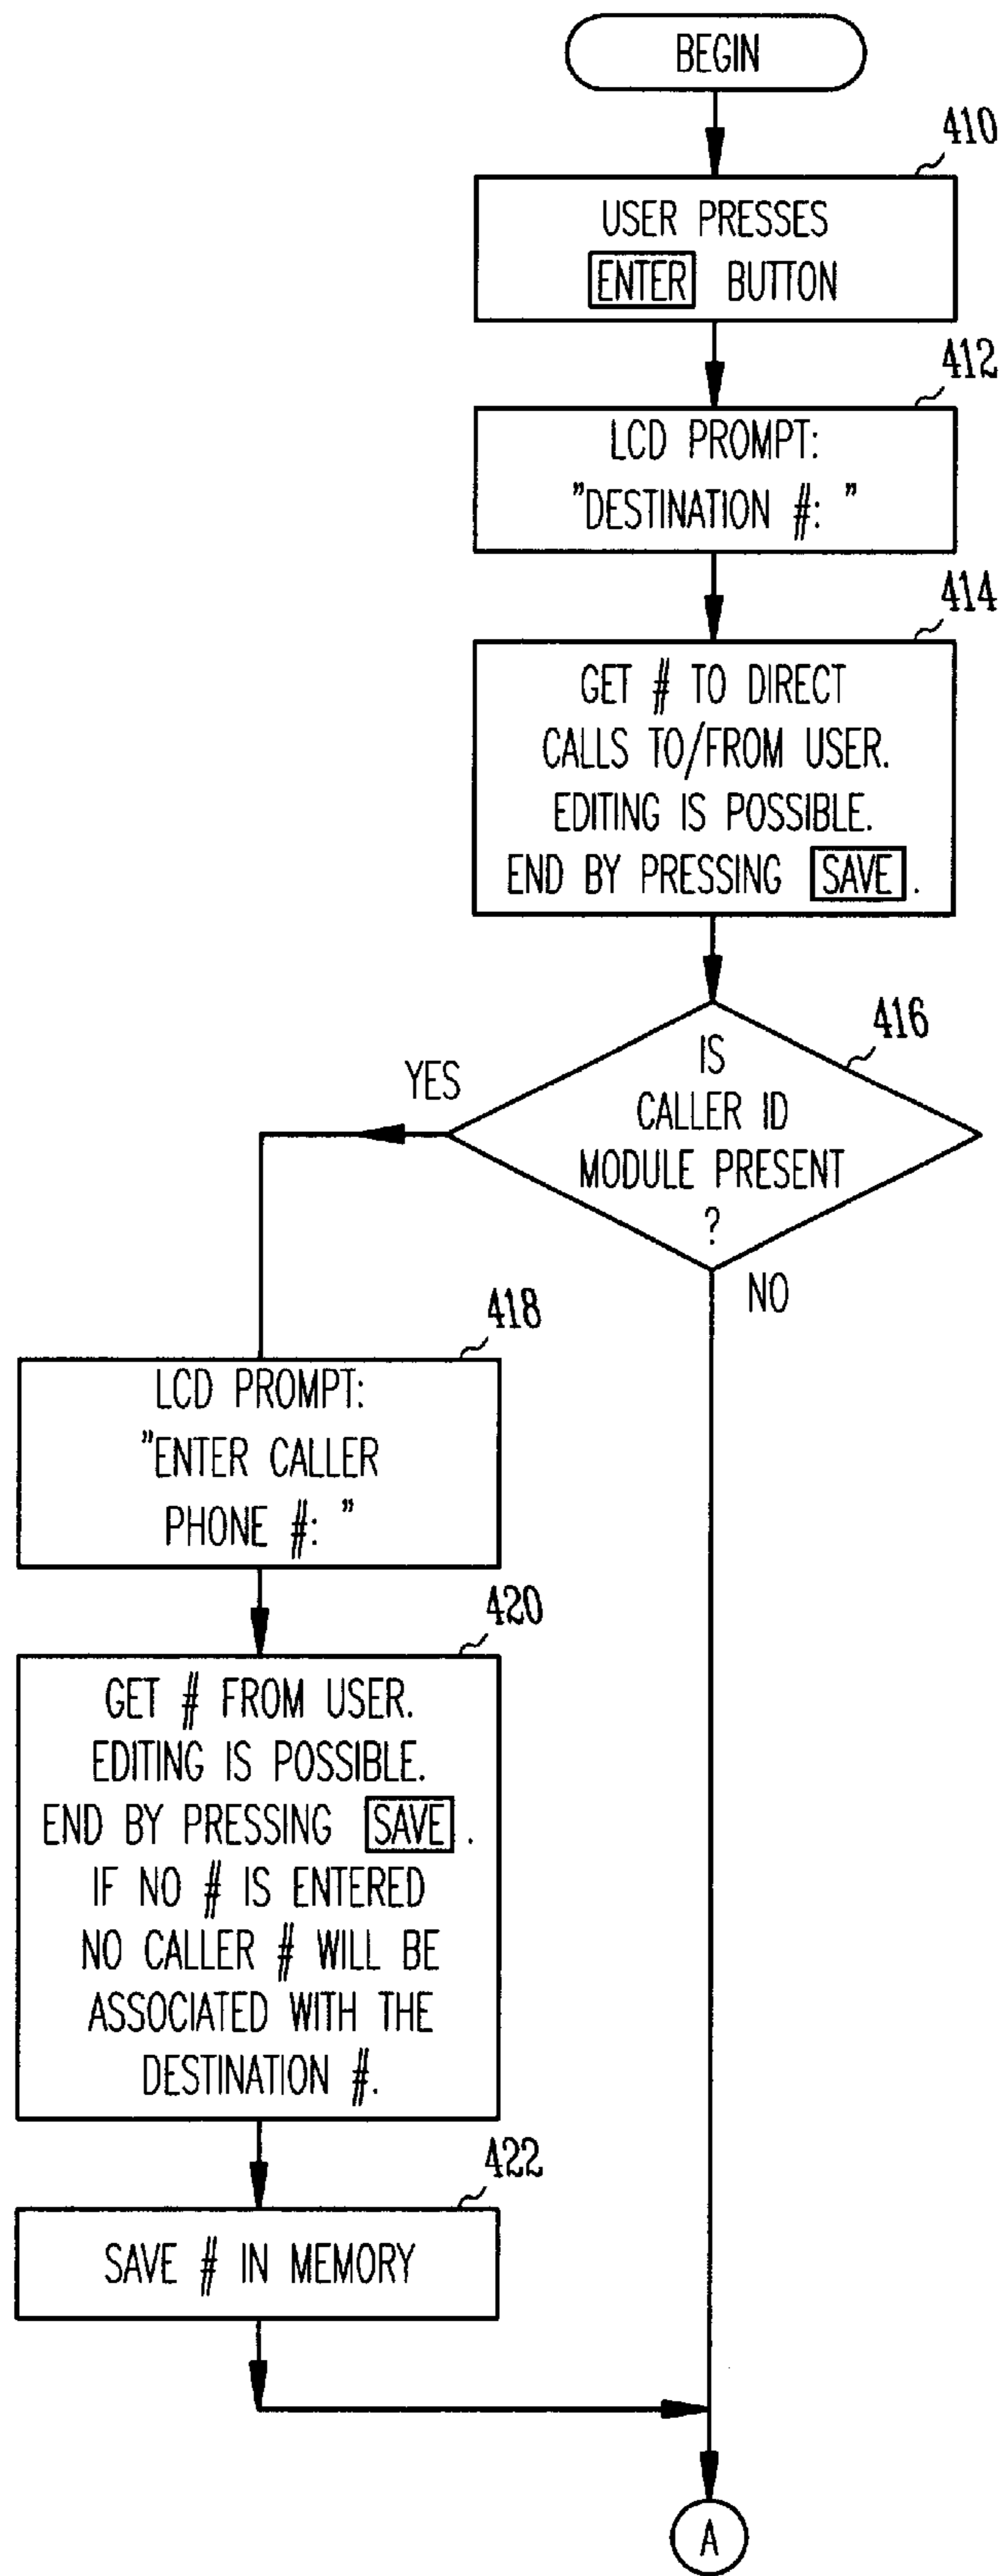 BEGIN
410
USER PRESSES
ENTER BUTTON
412
LCD PROMPT:
"DESTINATION #: "
414
GET # TO DIRECT
CALLS TO/FROM USER.
EDITING IS POSSIBLE.
END BY PRESSING SAVE.
416
IS
CALLER ID
MODULE PRESENT
?
YES
NO
418
LCD PROMPT:
"ENTER CALLER
PHONE #: "
420
GET # FROM USER.
EDITING IS POSSIBLE.
END BY PRESSING SAVE.
IF NO # IS ENTERED
NO CALLER # WILL BE
ASSOCIATED WITH THE
DESTINATION #.
422
SAVE # IN MEMORY
A